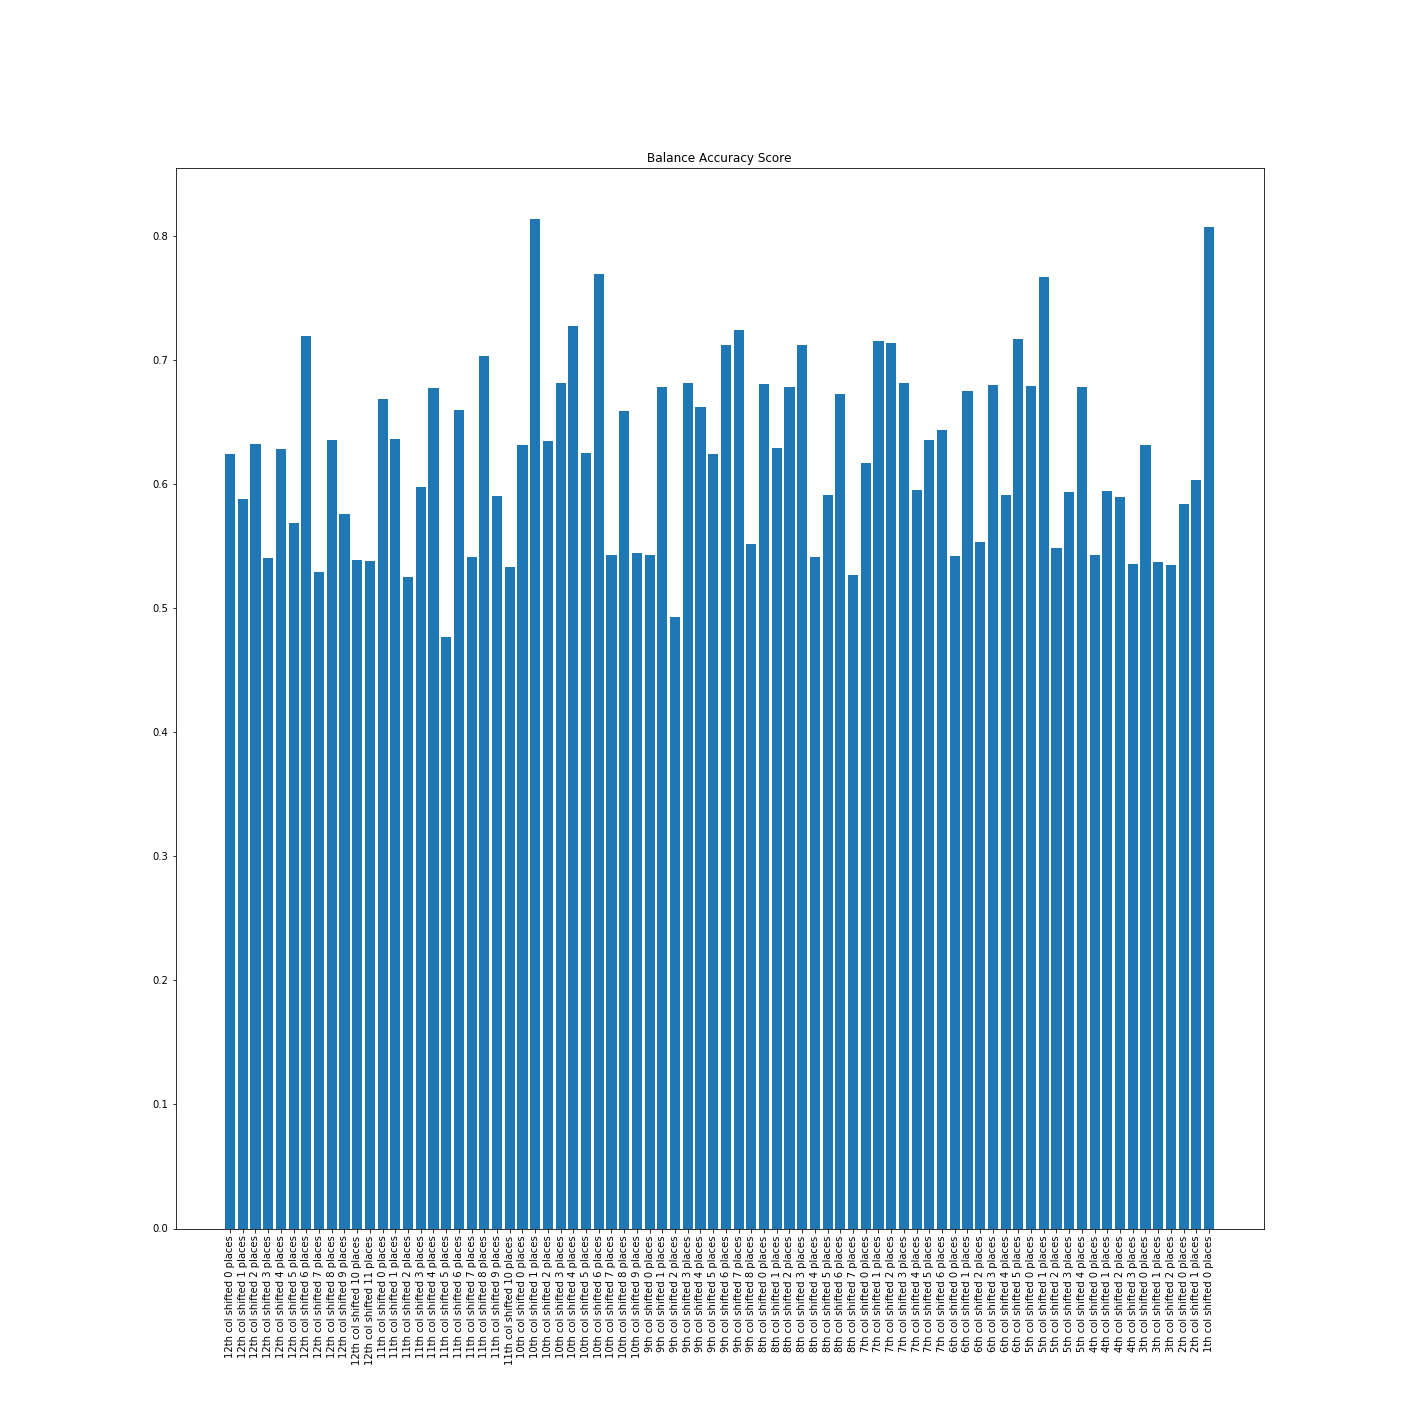 Balance Accuracy Score
0.8
0.7
0.6
0.5
0.4
0.3
0.2
0.1
0.0
12th col shifted 0 places
12th col shifted 1 places
12th col shifted 2 places
12th col shifted 3 places
12th col shifted 4 places
12th col shifted 5 places
12th col shifted 6 places
12th col shifted 7 places
12th col shifted 8 places
12th col shifted 9 places
12th col shifted 10 places
12th col shifted 11 places
11th col shifted 0 places
11th col shifted 1 places
11th col shifted 2 places
11th col shifted 3 places
11th col shifted 4 places
11th col shifted 5 places
11th col shifted 6 places
11th col shifted 7 places
11th col shifted 8 places
11th col shifted 9 places
11th col shifted 10 places
10th col shifted 0 places
10th col shifted 1 places
10th col shifted 2 places
10th col shifted 3 places
10th col shifted 4 places
10th col shifted 5 places
10th col shifted 6 places
10th col shifted 7 places
10th col shifted 8 places
10th col shifted 9 places
9th col shifted 0 places
9th col shifted 1 places
9th col shifted 2 places
9th col shifted 3 places
9th col shifted 4 places
9th col shifted 5 places
9th col shifted 6 places
9th col shifted 7 places
9th col shifted 8 places
8th col shifted 0 places
8th col shifted 1 places
8th col shifted 2 places
8th col shifted 3 places
8th col shifted 4 places
8th col shifted 5 places
8th col shifted 6 places
8th col shifted 7 places
7th col shifted 0 places
7th col shifted 1 places
7th col shifted 2 places
7th col shifted 3 places
7th col shifted 4 places
7th col shifted 5 places
7th col shifted 6 places
6th col shifted 0 places
6th col shifted 1 places
6th col shifted 2 places
6th col shifted 3 places
6th col shifted 4 places
6th col shifted 5 places
5th col shifted 0 places
5th col shifted 1 places
5th col shifted 2 places
5th col shifted 3 places
5th col shifted 4 places
4th col shifted 0 places
4th col shifted 1 places
4th col shifted 2 places
4th col shifted 3 places
3th col shifted 0 places
3th col shifted 1 places
3th col shifted 2 places
2th col shifted 0 places
2th col shifted 1 places
1th col shifted 0 places